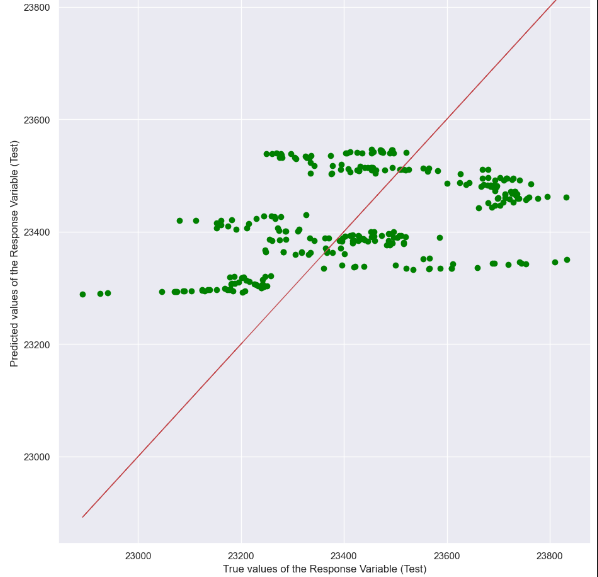 Predicted values of the Response Variable (Test)
23800
23600
23400
23200
23000
23000 23200 23400 23600 23800
True values of the Response Variable (Test)